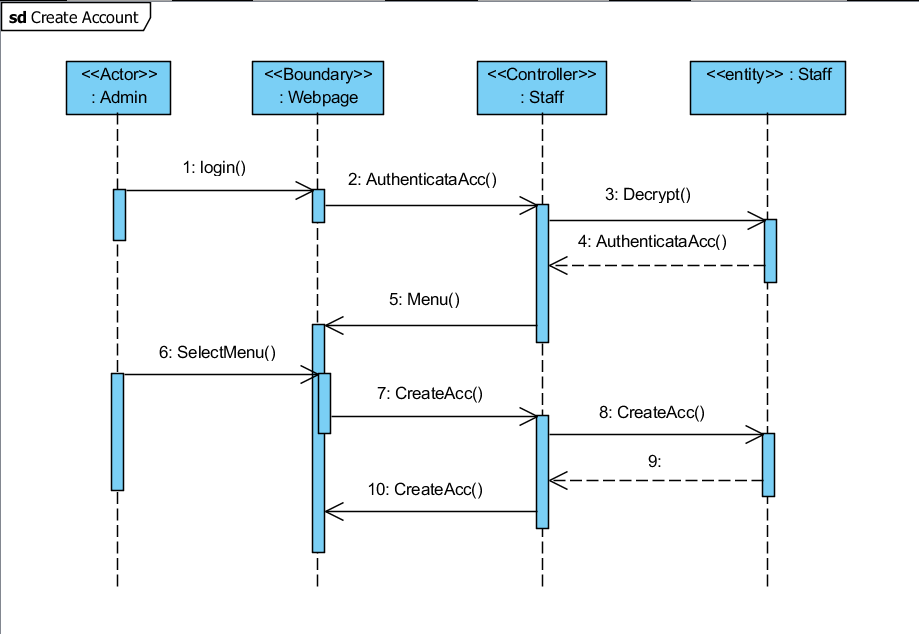 sd Create Account
<<Actor>>
: Admin
<<Boundary>>
: Webpage
<<Controller>>
: Staff
<<entity>> : Staff
1: login()
2: AuthenticataAcc()
3: Decrypt()
4: AuthenticataAcc()
5: Menu()
6: SelectMenu()
7: CreateAcc()
8: CreateAcc()
9:
10: CreateAcc()